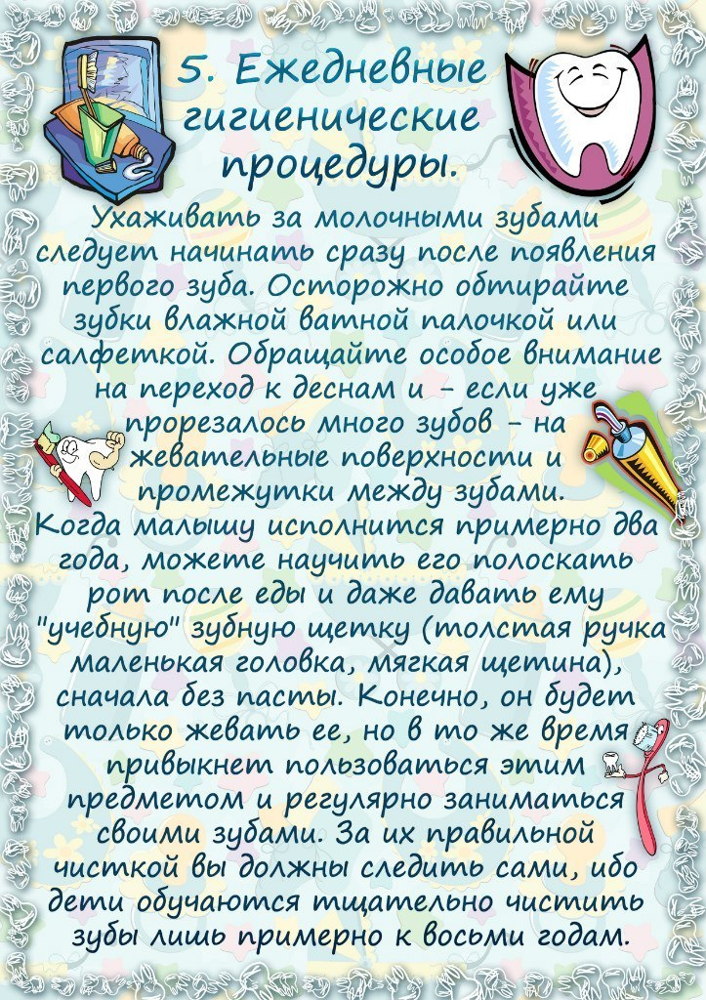 5. Ежедневные
гигиенические
процедуры.
Ухаживать за молочными зубами
следует начинать сразу после появления
первого зуба. Осторожно обтирайте
зубки влажной ватной палочкой или
салфеткой. Обращайте особое внимание
на переход к деснам и - если уже
прорезалось много зубов - на
жевательные поверхности и
промежутки между зубами.
Когда малышу исполнится примерно два
года, можете научить его полоскать
рот после еды и даже давать ему
"учебную" зубную щетку (толстая ручка
маленькая головка, мягкая щетина),
сначала без пасты. Конечно, он будет
только жевать ее, но в то же время
привыкнет пользоваться этим
предметом и регулярно заниматься
своими зубами. За их правильной
чисткой вы должны следить сами, ибо
дети обучаются тщательно чистить
зубы лишь примерно к восьми годам.